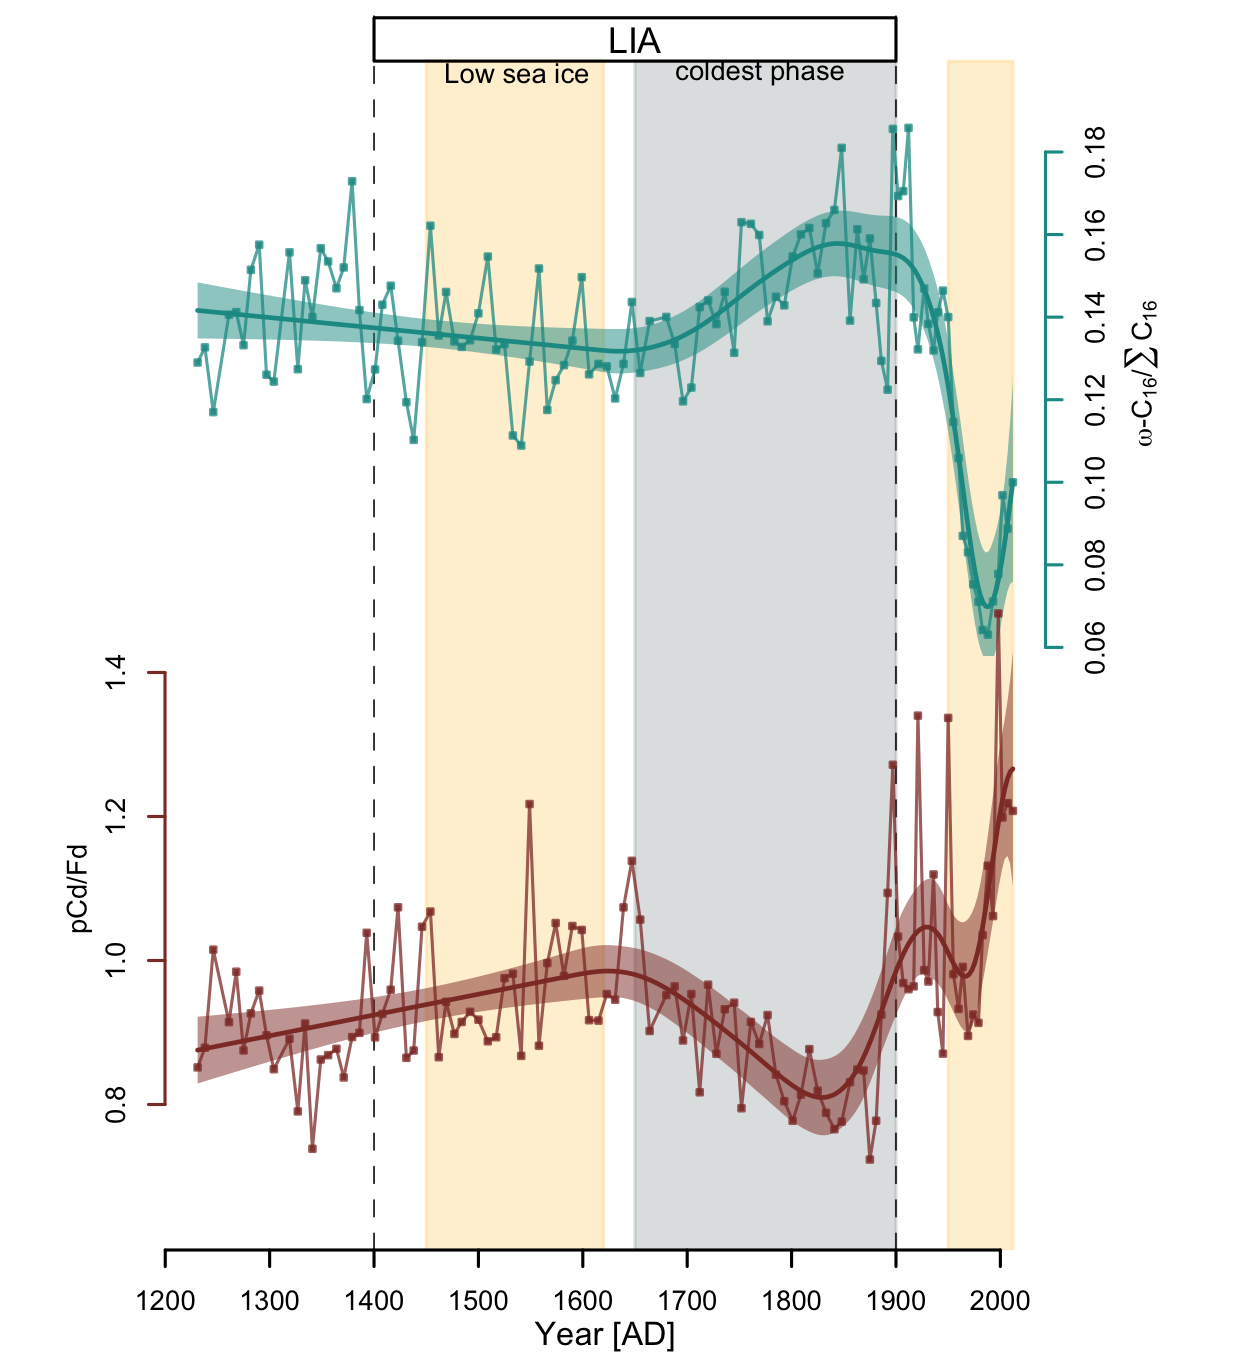 LIA
Low sea ice
coldest phase
0.18
0.16
0.14
0.12
0.10
0.08
0.06
ω-C16/∑ C16
1.4
1.2
1.0
0.8
pCd/Fd
1200 1300 1400 1500 1600 1700 1800 1900 2000
Year [AD]